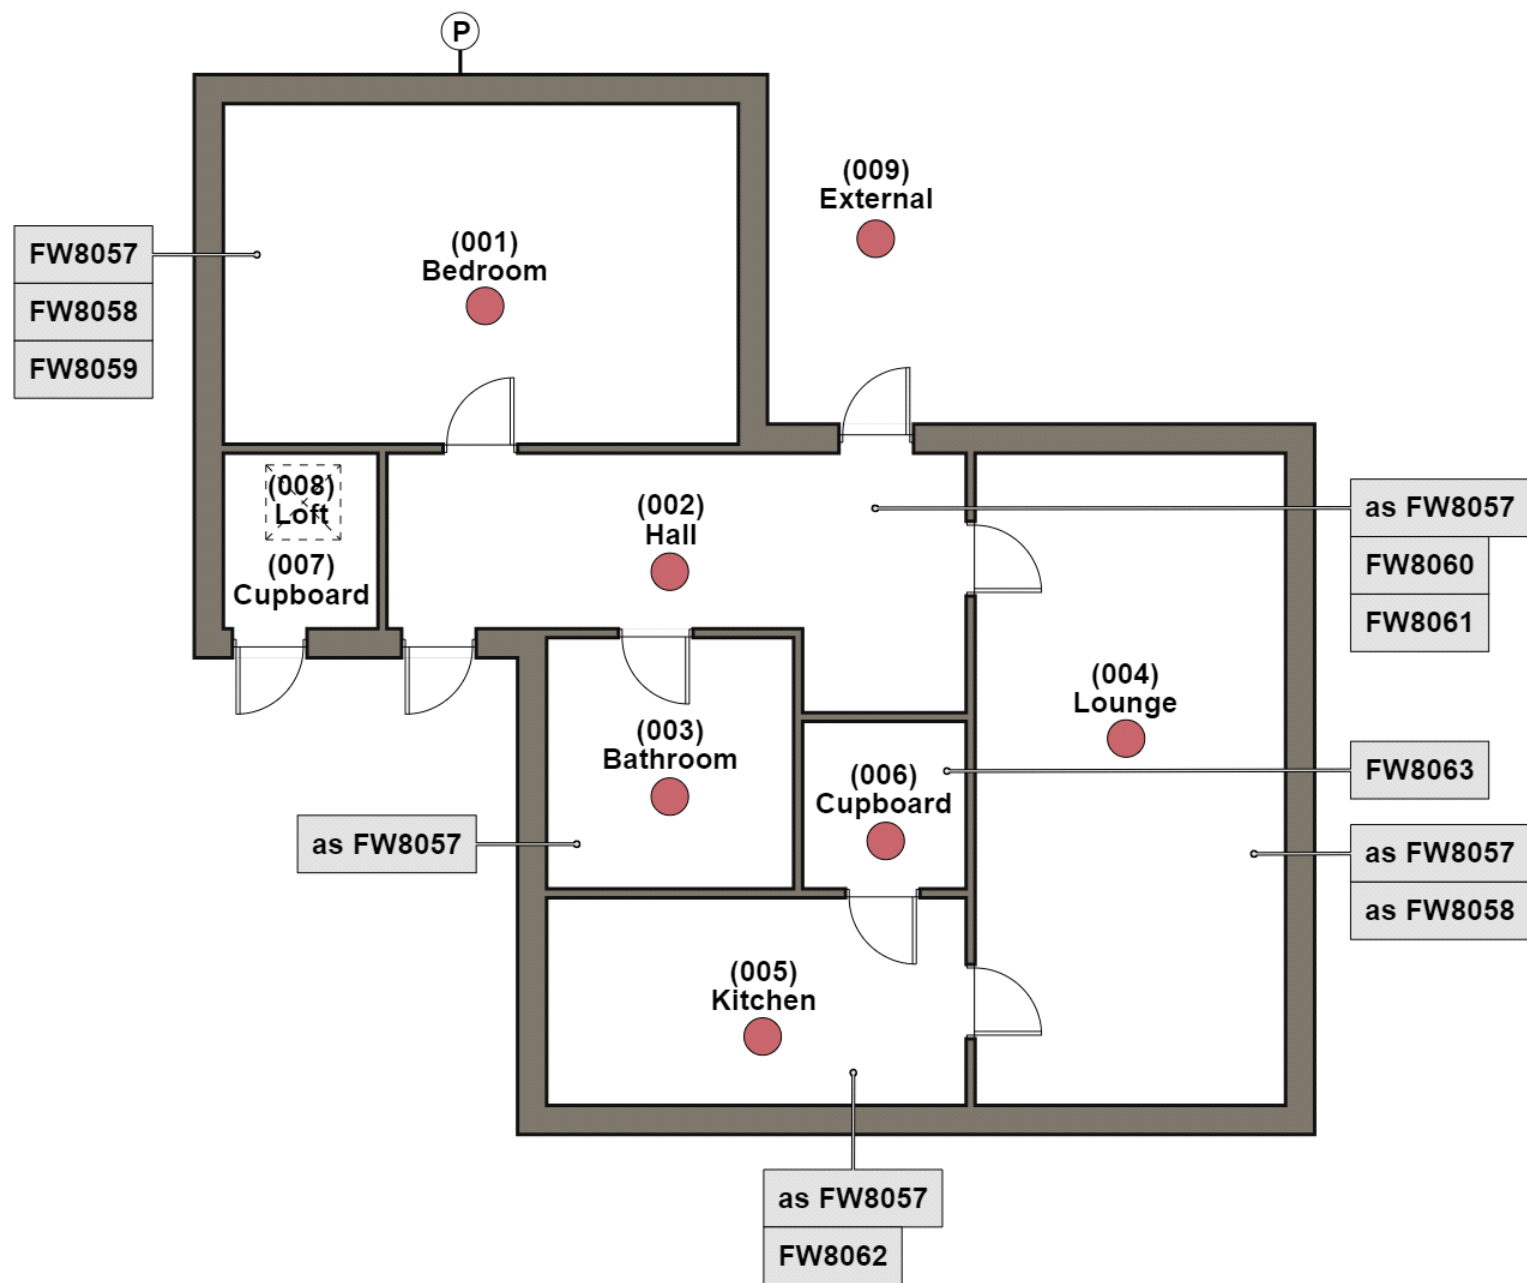 P
(009)
External
(001)
Bedroom
FW8057
FW8058
FW8059
(008)
Loft
(007)
Cupboard
(002)
Hall
as FW8057
FW8060
FW8061
(004)
Lounge
(003)
Bathroom
(006)
Cupboard
FW8063
as FW8057
as FW8057
as FW8058
(005)
Kitchen
as FW8057
FW8062